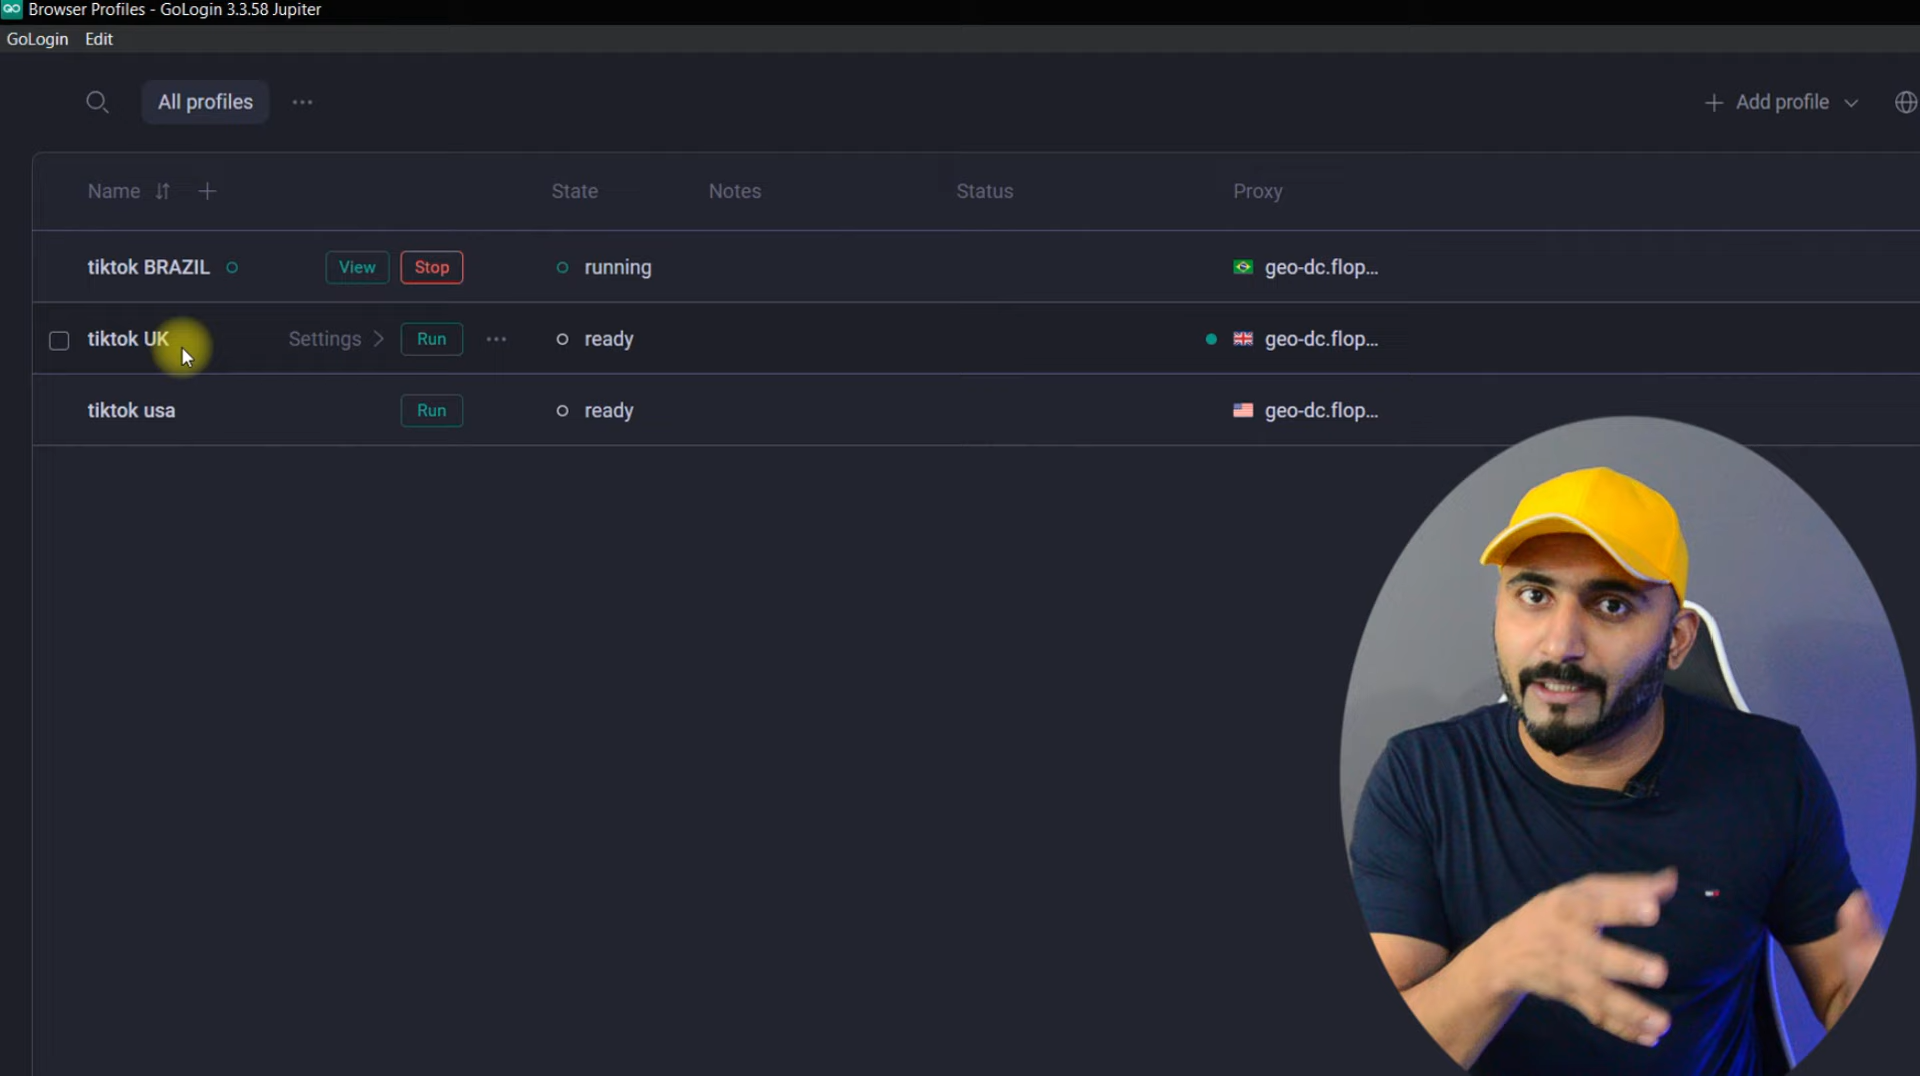 Browser Profiles - GoLogin 3.3.58 Jupiter
GoLogin Edit
All profiles ... + Add profile
Name State Notes Status Proxy
tiktok BRAZIL View Stop running geo-dc.flop...
tiktok UK Settings > Run ... ready geo-dc.flop...
tiktok usa Run ready geo-dc.flop...